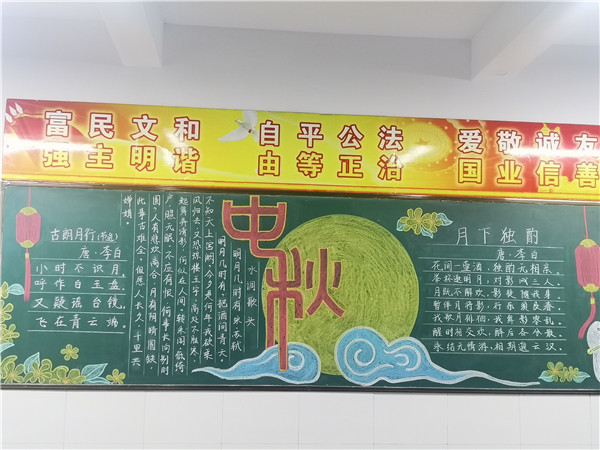 富民文和 自平公法 爱敬诚友
强主明谐 由等正治 国业信善
古朗月行(节选)
唐·李白
小时不识月,
呼作白玉盘。
又疑瑶台镜,
飞在青云端。
中秋
水调歌头
明月几时有 宋苏轼
明月几时有把酒问青天。
不知天上宫阙,今夕是何年。我欲乘
风归去,又恐琼楼玉宇,高处不胜寒。
起舞弄清影,何似在人间。转朱阁,低绮
户,照无眠。不应有恨,何事长向别时
圆?人有悲欢离合,月有阴晴圆缺,
此事古难全。但愿人长久,千里共
婵娟。
月下独酌
唐·李白
花间一壶酒,独酌无相亲。
举杯邀明月,对影成三人。
月既不解饮,影徒随我身。
暂伴月将影,行乐须及春。
我歌月徘徊,我舞影零乱。
醒时相交欢,醉后各分散。
永结无情游,相期邈云汉。